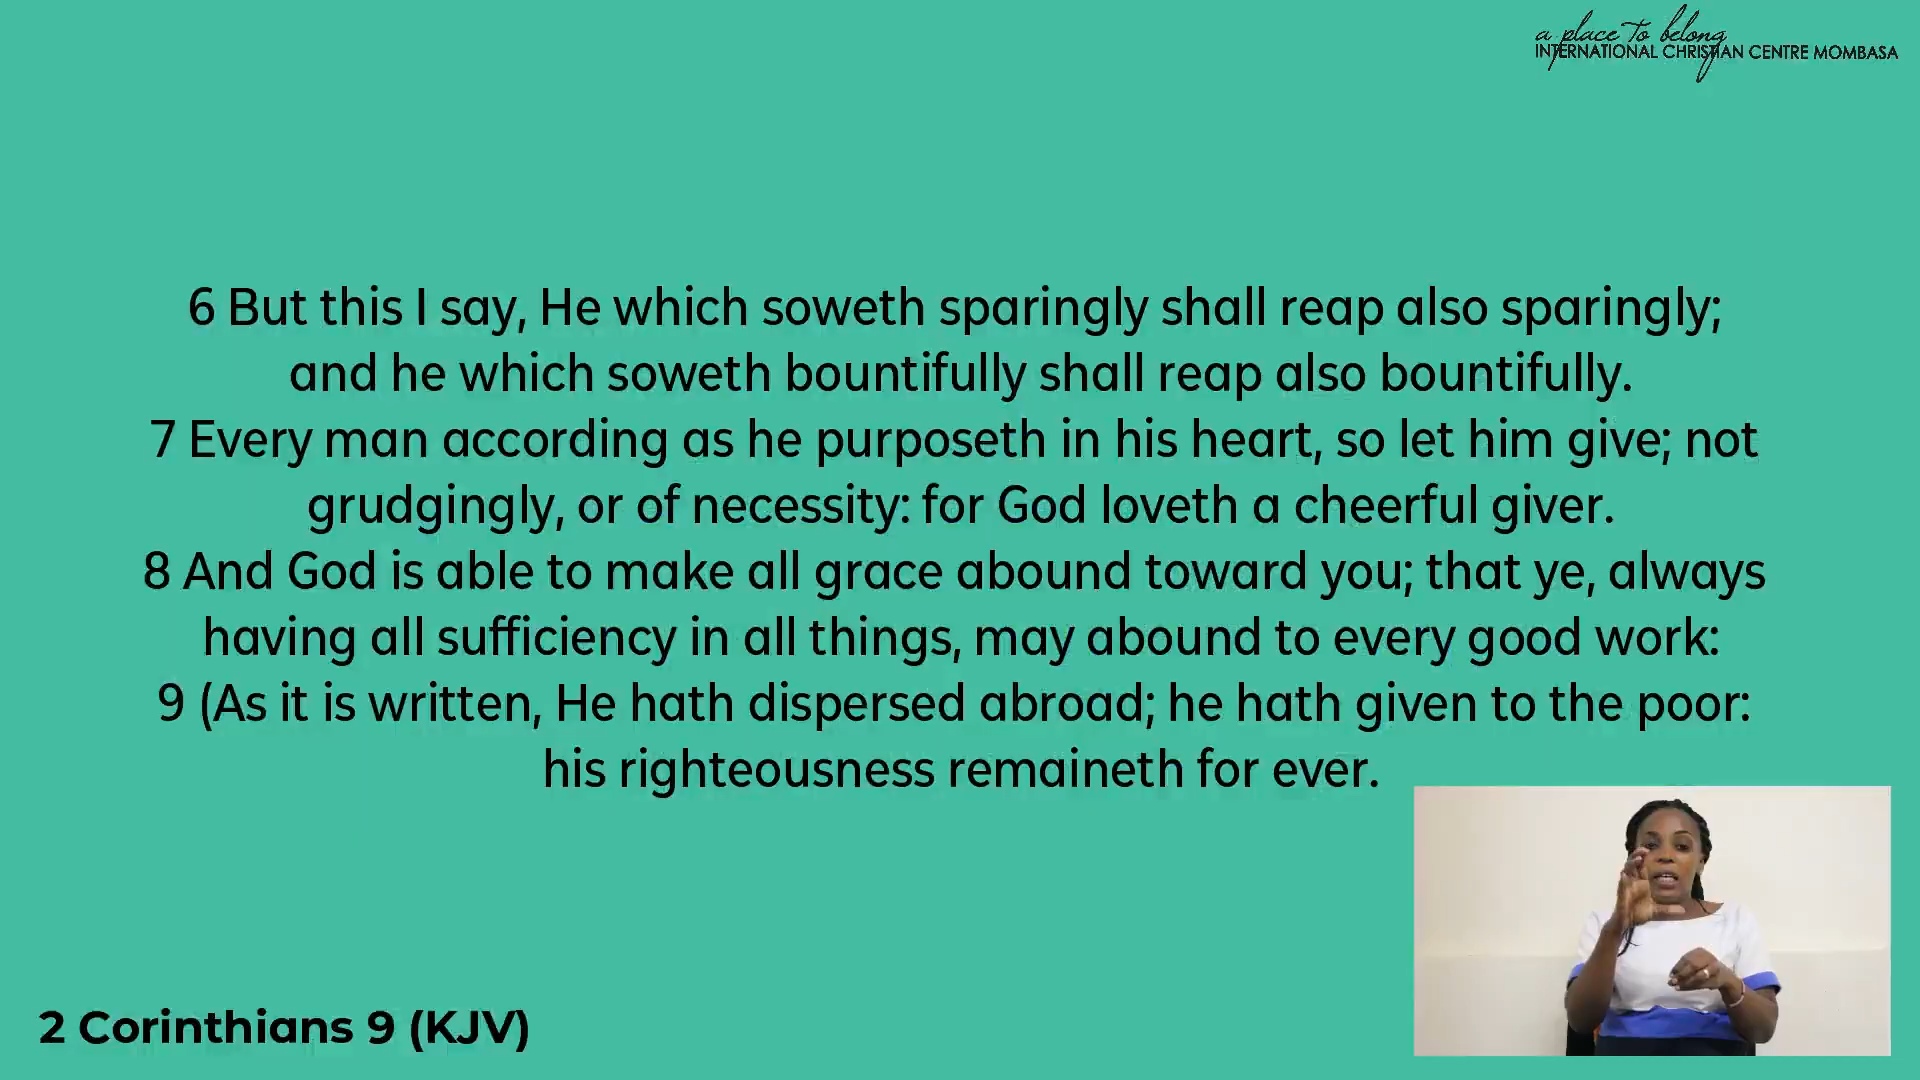 a place to belong
INTERNATIONAL CHRISTIAN CENTRE MOMBASA
6 But this I say, He which soweth sparingly shall reap also sparingly;
and he which soweth bountifully shall reap also bountifully.
7 Every man according as he purposeth in his heart, so let him give; not
grudgingly, or of necessity: for God loveth a cheerful giver.
8 And God is able to make all grace abound toward you; that ye, always
having all sufficiency in all things, may abound to every good work:
9 (As it is written, He hath dispersed abroad; he hath given to the poor:
his righteousness remaineth for ever.
2 Corinthians 9 (KJV)